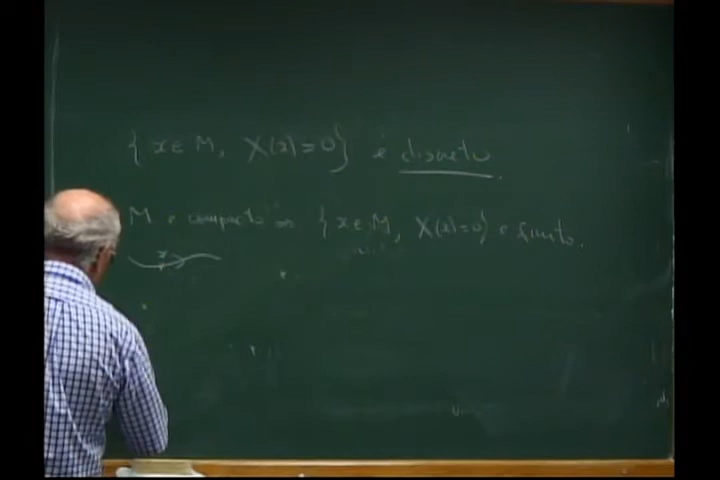 { x ∈ M, X(x) = 0 } é discreto.
M é compacto ⇒ { x ∈ M, X(x) = 0 } é finito.